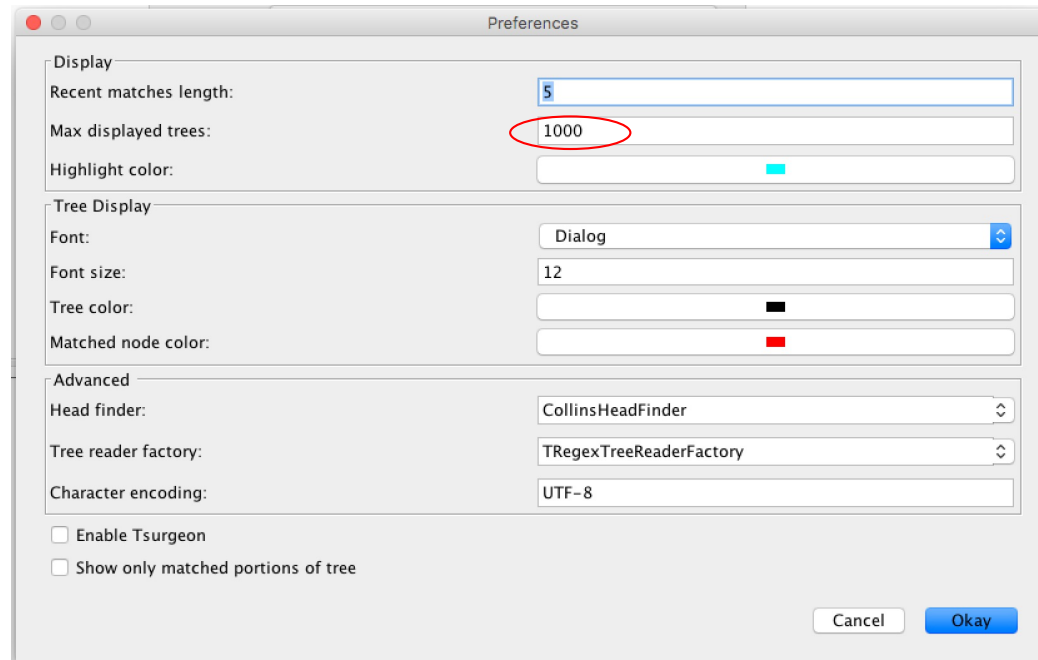 Preferences
Display
Recent matches length: 5
Max displayed trees: 1000
Highlight color:
Tree Display
Font: Dialog
Font size: 12
Tree color:
Matched node color:
Advanced
Head finder: CollinsHeadFinder
Tree reader factory: TRegexTreeReaderFactory
Character encoding: UTF-8
Enable Tsurgeon
Show only matched portions of tree
Cancel Okay